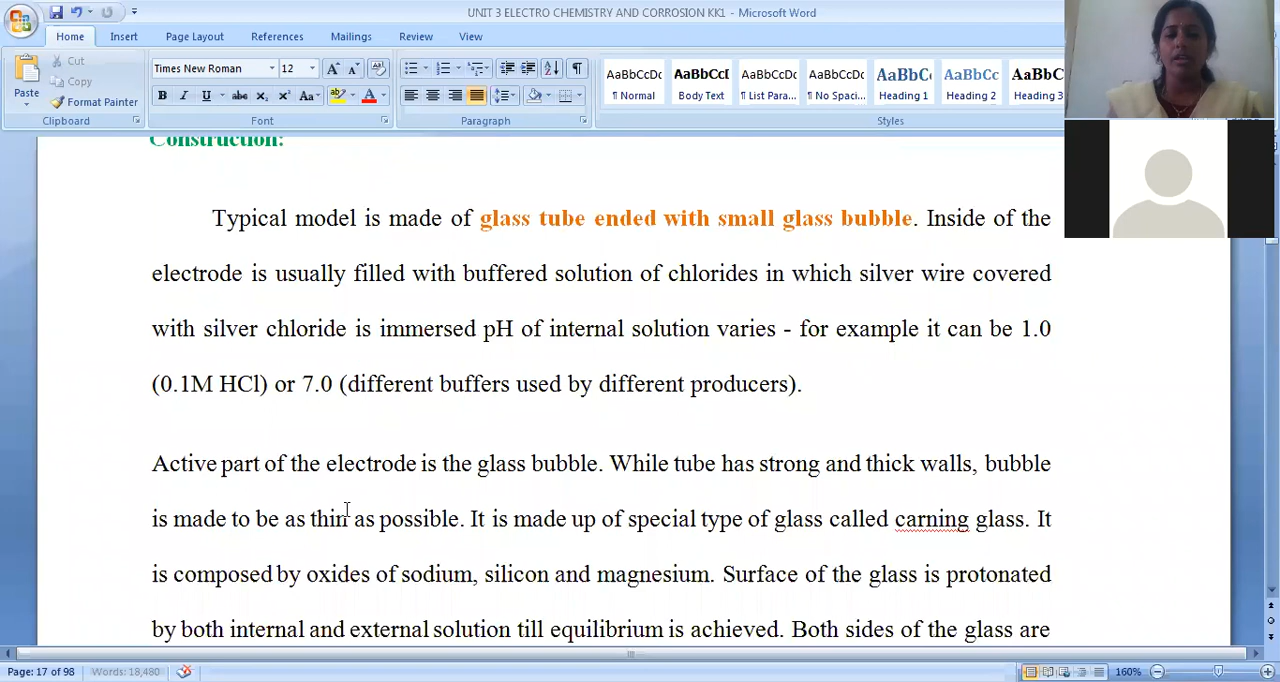 UNIT 3 ELECTRO CHEMISTRY AND CORROSION KK1 - Microsoft Word
Home Insert Page Layout References Mailings Review View
Paste
Cut
Copy
Format Painter
Clipboard
Times New Roman 12
B I U abc X₂ X² Aa
Font
Paragraph
AaBbCcDc AaBbCcI AaBbCcDc AaBbCcDc AaBbCc AaBbCc AaBbCc
¶ Normal Body Text ¶ List Para... ¶ No Spaci... Heading 1 Heading 2 Heading 3
Styles
Construction:
Typical model is made of glass tube ended with small glass bubble. Inside of the
electrode is usually filled with buffered solution of chlorides in which silver wire covered
with silver chloride is immersed pH of internal solution varies - for example it can be 1.0
(0.1M HCl) or 7.0 (different buffers used by different producers).
Active part of the electrode is the glass bubble. While tube has strong and thick walls, bubble
is made to be as thin as possible. It is made up of special type of glass called carning glass. It
is composed by oxides of sodium, silicon and magnesium. Surface of the glass is protonated
by both internal and external solution till equilibrium is achieved. Both sides of the glass are
Page: 17 of 98 Words: 18,480 160%